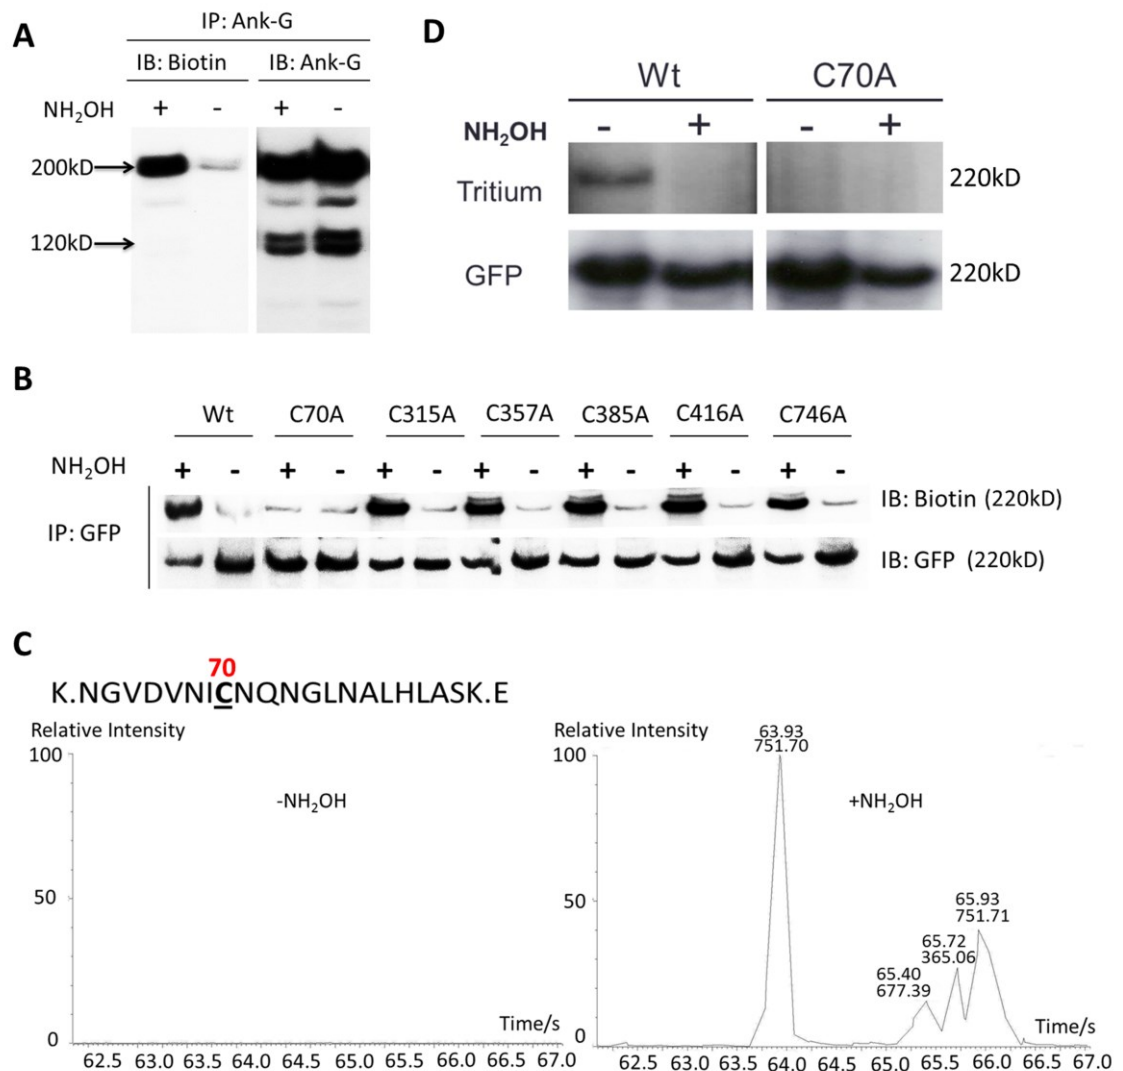 A
IP: Ank-G
IB: Biotin IB: Ank-G
NH2OH + - + -
200kD
120kD
D
Wt C70A
NH2OH - + - +
Tritium 220kD
GFP 220kD
B
Wt C70A C315A C357A C385A C416A C746A
NH2OH + - + - + - + - + - + - + -
IP: GFP
IB: Biotin (220kD)
IB: GFP (220kD)
C
70
K.NGVDVNICNQNGLNALHLASK.E
Relative Intensity
100
50
0
-NH2OH
Time/s
62.5 63.0 63.5 64.0 64.5 65.0 65.5 66.0 66.5 67.0
Relative Intensity
100
50
0
63.93
751.70
+NH2OH
65.40
677.39
65.72
365.06
65.93
751.71
Time/s
62.5 63.0 63.5 64.0 64.5 65.0 65.5 66.0 66.5 67.0